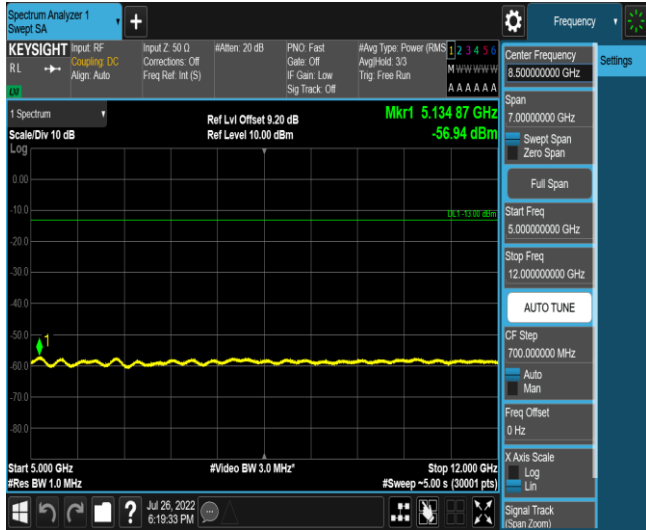 Spectrum Analyzer 1
Swept SA
Frequency
KEYSIGHT
RL
Input: RF
Coupling: DC
Align: Auto
Input Z: 50 Ω
Corrections: Off
Freq Ref: Int (S)
#Atten: 20 dB
PNO: Fast
Gate: Off
IF Gain: Low
Sig Track: Off
#Avg Type: Power (RMS
Avg|Hold: 3/3
Trig: Free Run
1 2 3 4 5 6
M W W W W W
A A A A A A
1 Spectrum
Scale/Div 10 dB
Log
Ref Lvl Offset 9.20 dB
Ref Level 10.00 dBm
Mkr1 5.134 87 GHz
-56.94 dBm
0.00
-10.0
DL1 -13.00 dBm
-20.0
-30.0
-40.0
-50.0
1
-60.0
-70.0
-80.0
Start 5.000 GHz
#Res BW 1.0 MHz
#Video BW 3.0 MHz*
Stop 12.000 GHz
#Sweep ~5.00 s (30001 pts)
?
Jul 26, 2022
6:19:33 PM
Center Frequency
8.500000000 GHz
Settings
Span
7.00000000 GHz
Swept Span
Zero Span
Full Span
Start Freq
5.000000000 GHz
Stop Freq
12.000000000 GHz
AUTO TUNE
CF Step
700.000000 MHz
Auto
Man
Freq Offset
0 Hz
X Axis Scale
Log
Lin
Signal Track
(Span Zoom)